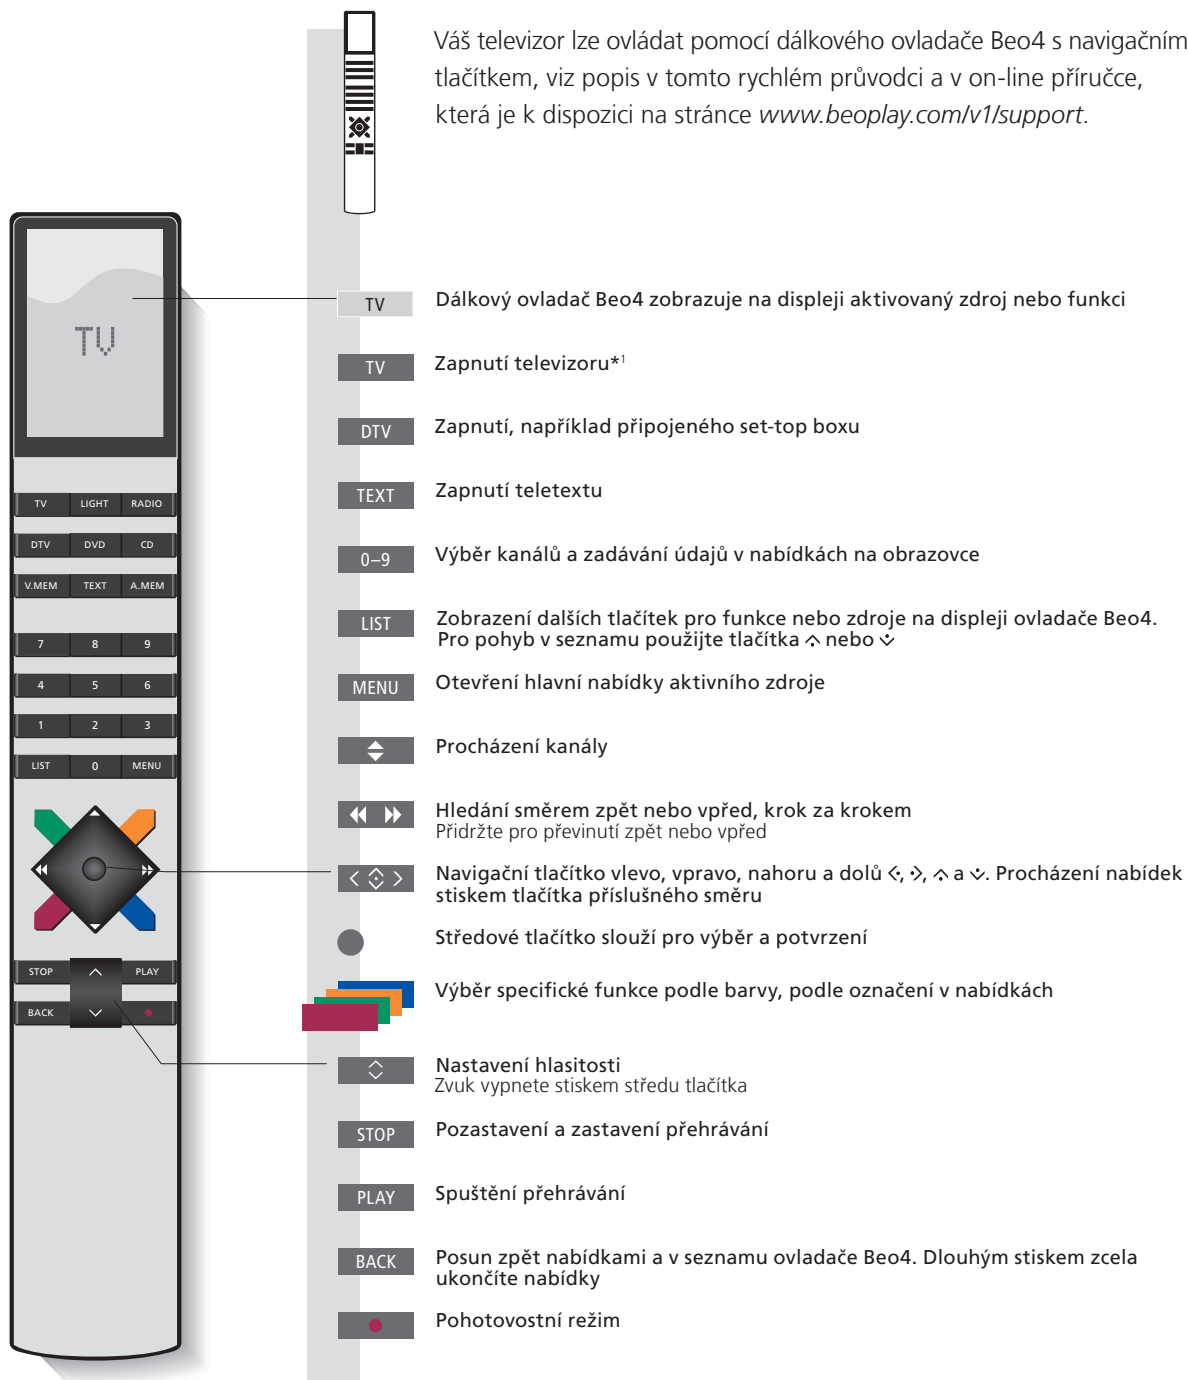 Váš televizor lze ovládat pomocí dálkového ovladače Beo4 s navigačním
tlačítkem, viz popis v tomto rychlém průvodci a v on-line příručce,
která je k dispozici na stránce www.beoplay.com/v1/support.
TV
TV LIGHT RADIO
DTV DVD CD
V.MEM TEXT A.MEM
7 8 9
4 5 6
1 2 3
LIST 0 MENU
STOP PLAY
BACK
TV Dálkový ovladač Beo4 zobrazuje na displeji aktivovaný zdroj nebo funkci
TV Zapnutí televizoru*1
DTV Zapnutí, například připojeného set-top boxu
TEXT Zapnutí teletextu
0–9 Výběr kanálů a zadávání údajů v nabídkách na obrazovce
LIST Zobrazení dalších tlačítek pro funkce nebo zdroje na displeji ovladače Beo4.
Pro pohyb v seznamu použijte tlačítka nebo
MENU Otevření hlavní nabídky aktivního zdroje
Procházení kanály
Hledání směrem zpět nebo vpřed, krok za krokem
Přidržte pro převinutí zpět nebo vpřed
Navigační tlačítko vlevo, vpravo, nahoru a dolů , , a . Procházení nabídek
stiskem tlačítka příslušného směru
Středové tlačítko slouží pro výběr a potvrzení
Výběr specifické funkce podle barvy, podle označení v nabídkách
Nastavení hlasitosti
Zvuk vypnete stiskem středu tlačítka
STOP Pozastavení a zastavení přehrávání
PLAY Spuštění přehrávání
BACK Posun zpět nabídkami a v seznamu ovladače Beo4. Dlouhým stiskem zcela
ukončíte nabídky
Pohotovostní režim